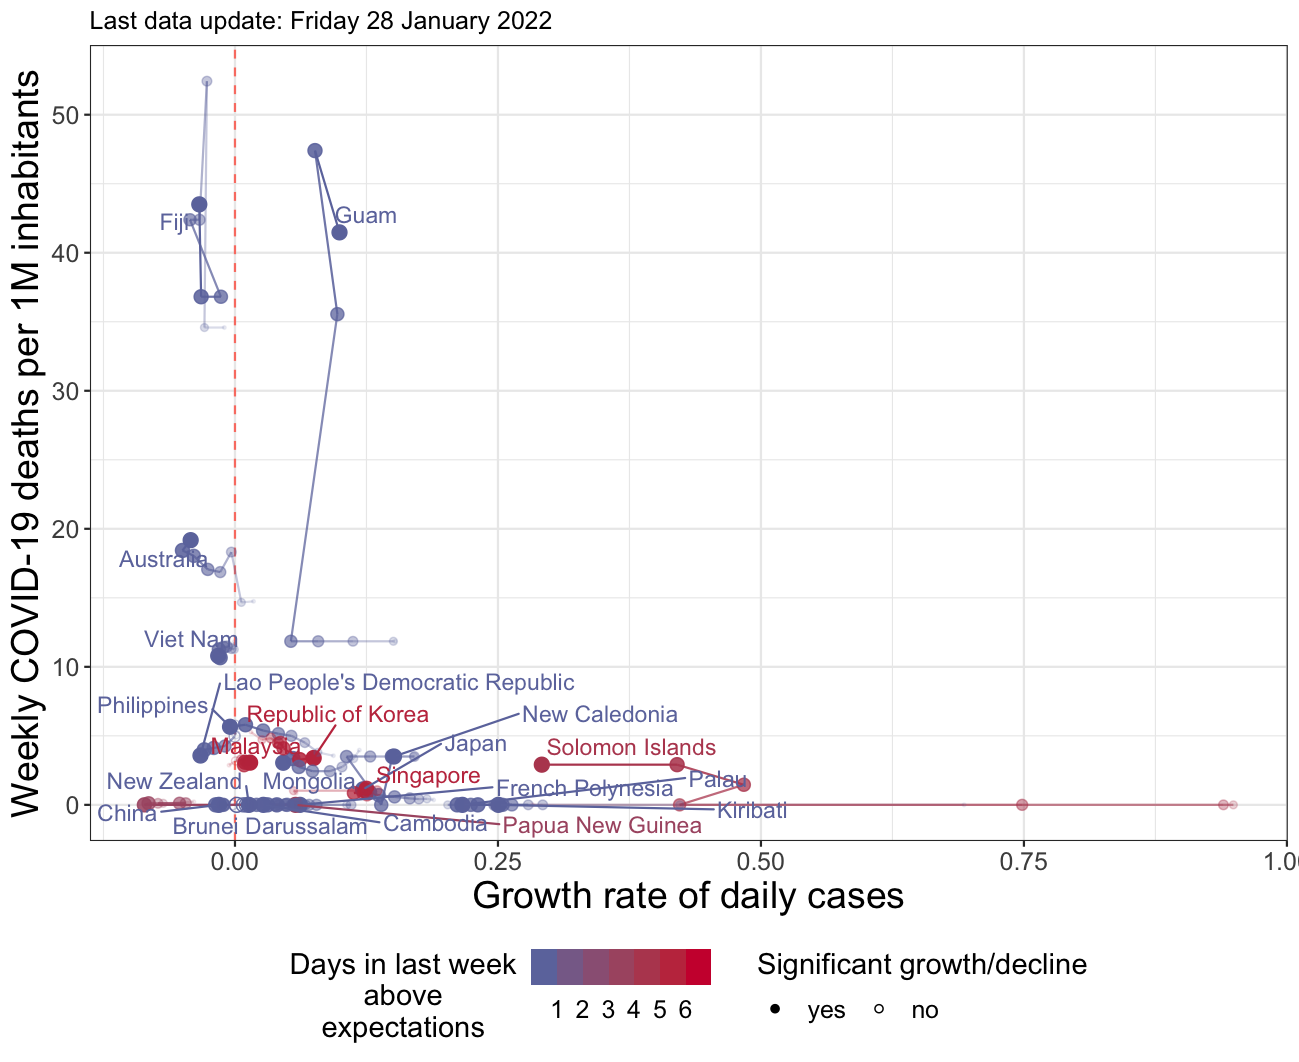 Last data update: Friday 28 January 2022
Weekly COVID-19 deaths per 1M inhabitants
50
40
30
20
10
0
Fiji
Guam
Australia
Viet Nam
Lao People's Democratic Republic
Philippines
Republic of Korea
New Caledonia
Japan
Malaysia
Solomon Islands
New Zealand
Mongolia
Singapore
French Polynesia
Palau
China
Kiribati
Brunei Darussalam
Cambodia
Papua New Guinea
0.00 0.25 0.50 0.75 1.0
Growth rate of daily cases
Days in last week
above
expectations
1 2 3 4 5 6
Significant growth/decline
yes no